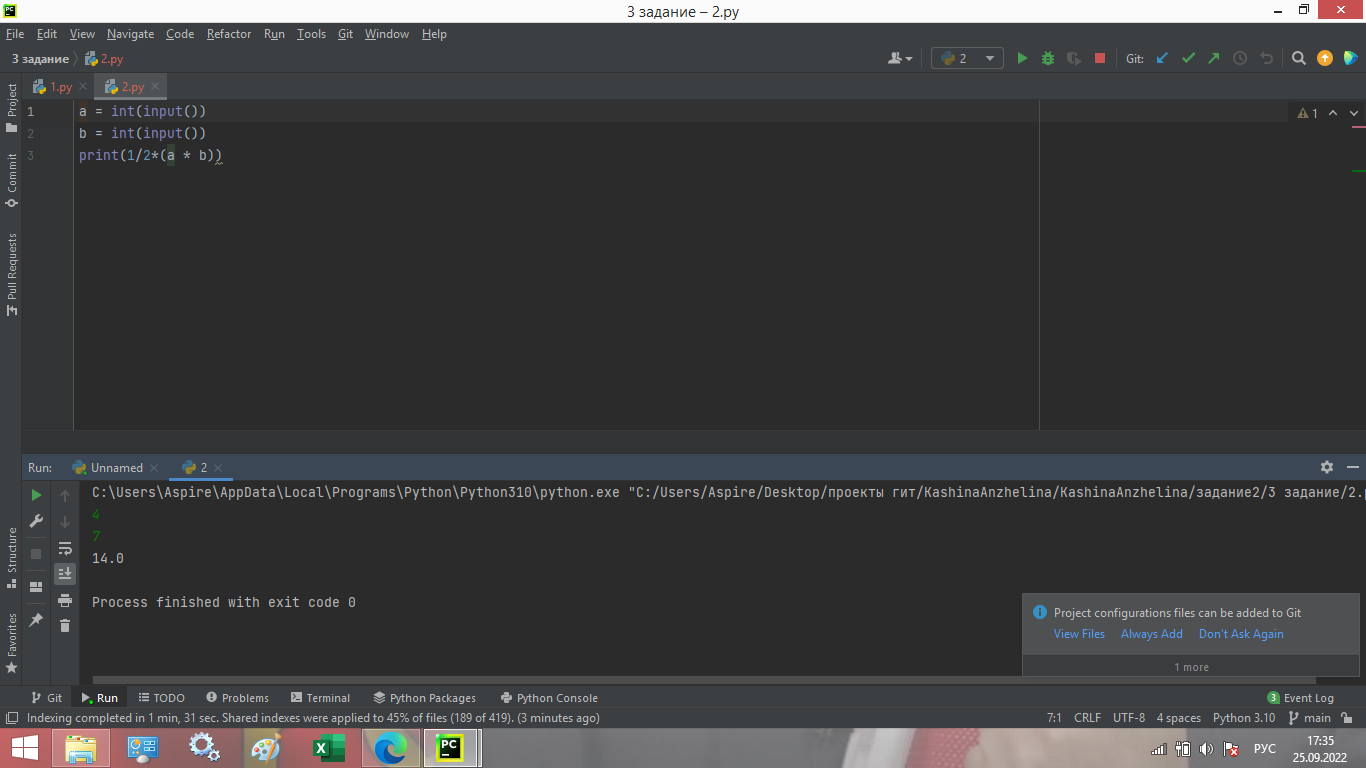 3 задание – 2.py
File Edit View Navigate Code Refactor Run Tools Git Window Help
3 задание 2.py 2 Git:
1.py 2.py
1 a = int(input())
2 b = int(input())
3 print(1/2*(a * b))
1
Project
Commit
Pull Requests
Structure
Favorites
Run: Unnamed 2
C:\Users\Aspire\AppData\Local\Programs\Python\Python310\python.exe "C:/Users/Aspire/Desktop/проекты гит/KashinaAnzhelina/KashinaAnzhelina/задание2/3 задание/2.p
4
7
14.0
Process finished with exit code 0
Project configurations files can be added to Git
View Files Always Add Don't Ask Again
1 more
Git Run TODO Problems Terminal Python Packages Python Console 3 Event Log
Indexing completed in 1 min, 31 sec. Shared indexes were applied to 45% of files (189 of 419). (3 minutes ago) 7:1 CRLF UTF-8 4 spaces Python 3.10 main
РУС
17:35
25.09.2022